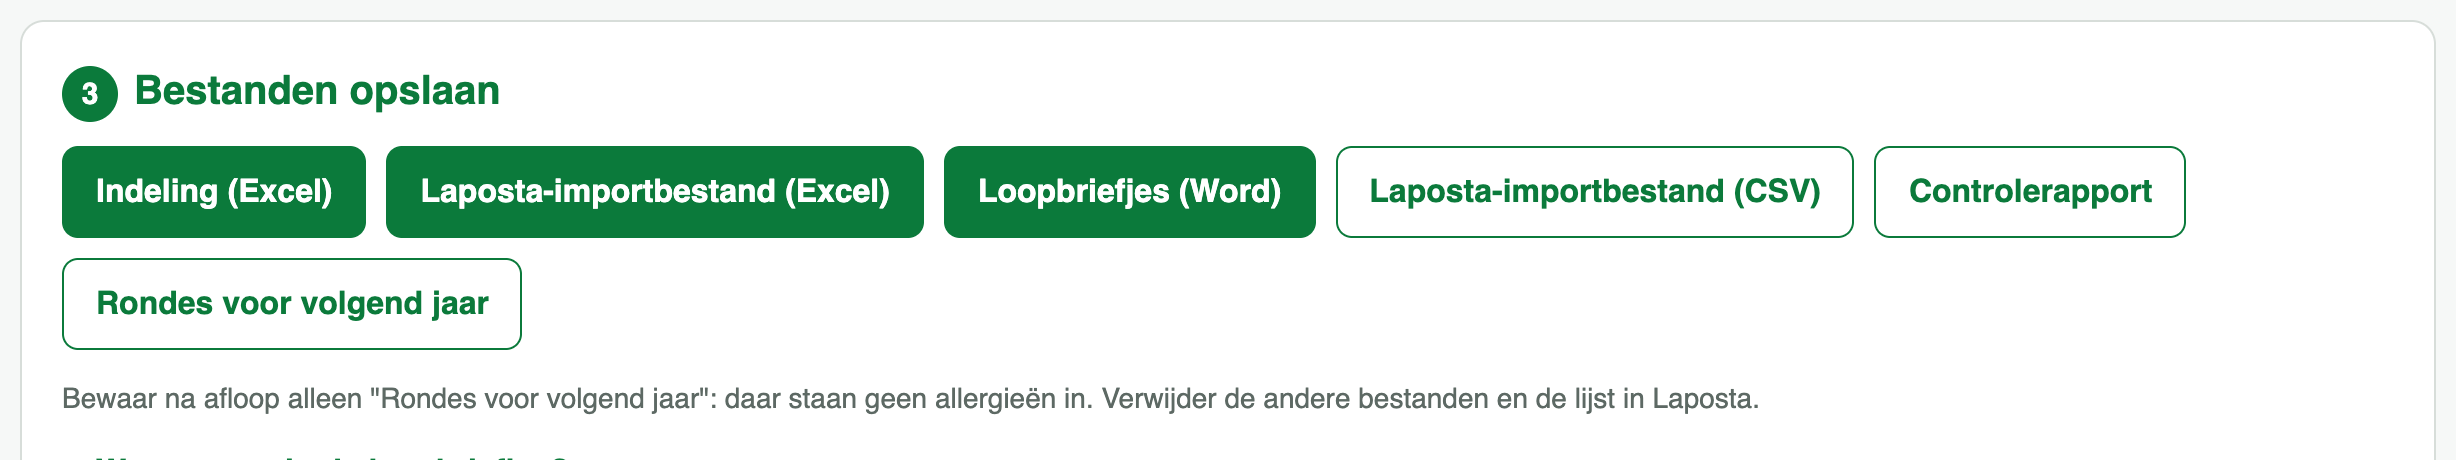 3 Bestanden opslaan
Indeling (Excel) Laposta-importbestand (Excel) Loopbriefjes (Word) Laposta-importbestand (CSV) Controlerapport
Rondes voor volgend jaar
Bewaar na afloop alleen "Rondes voor volgend jaar": daar staan geen allergieën in. Verwijder de andere bestanden en de lijst in Laposta.